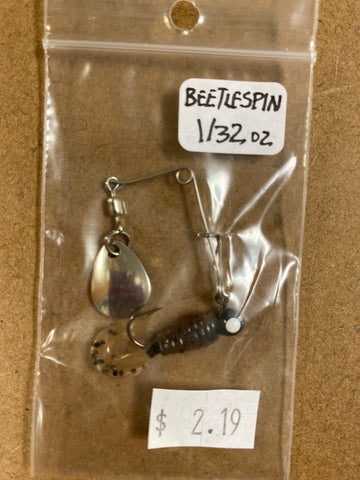 BEETLESPIN
1/32 oz
$ 2.19